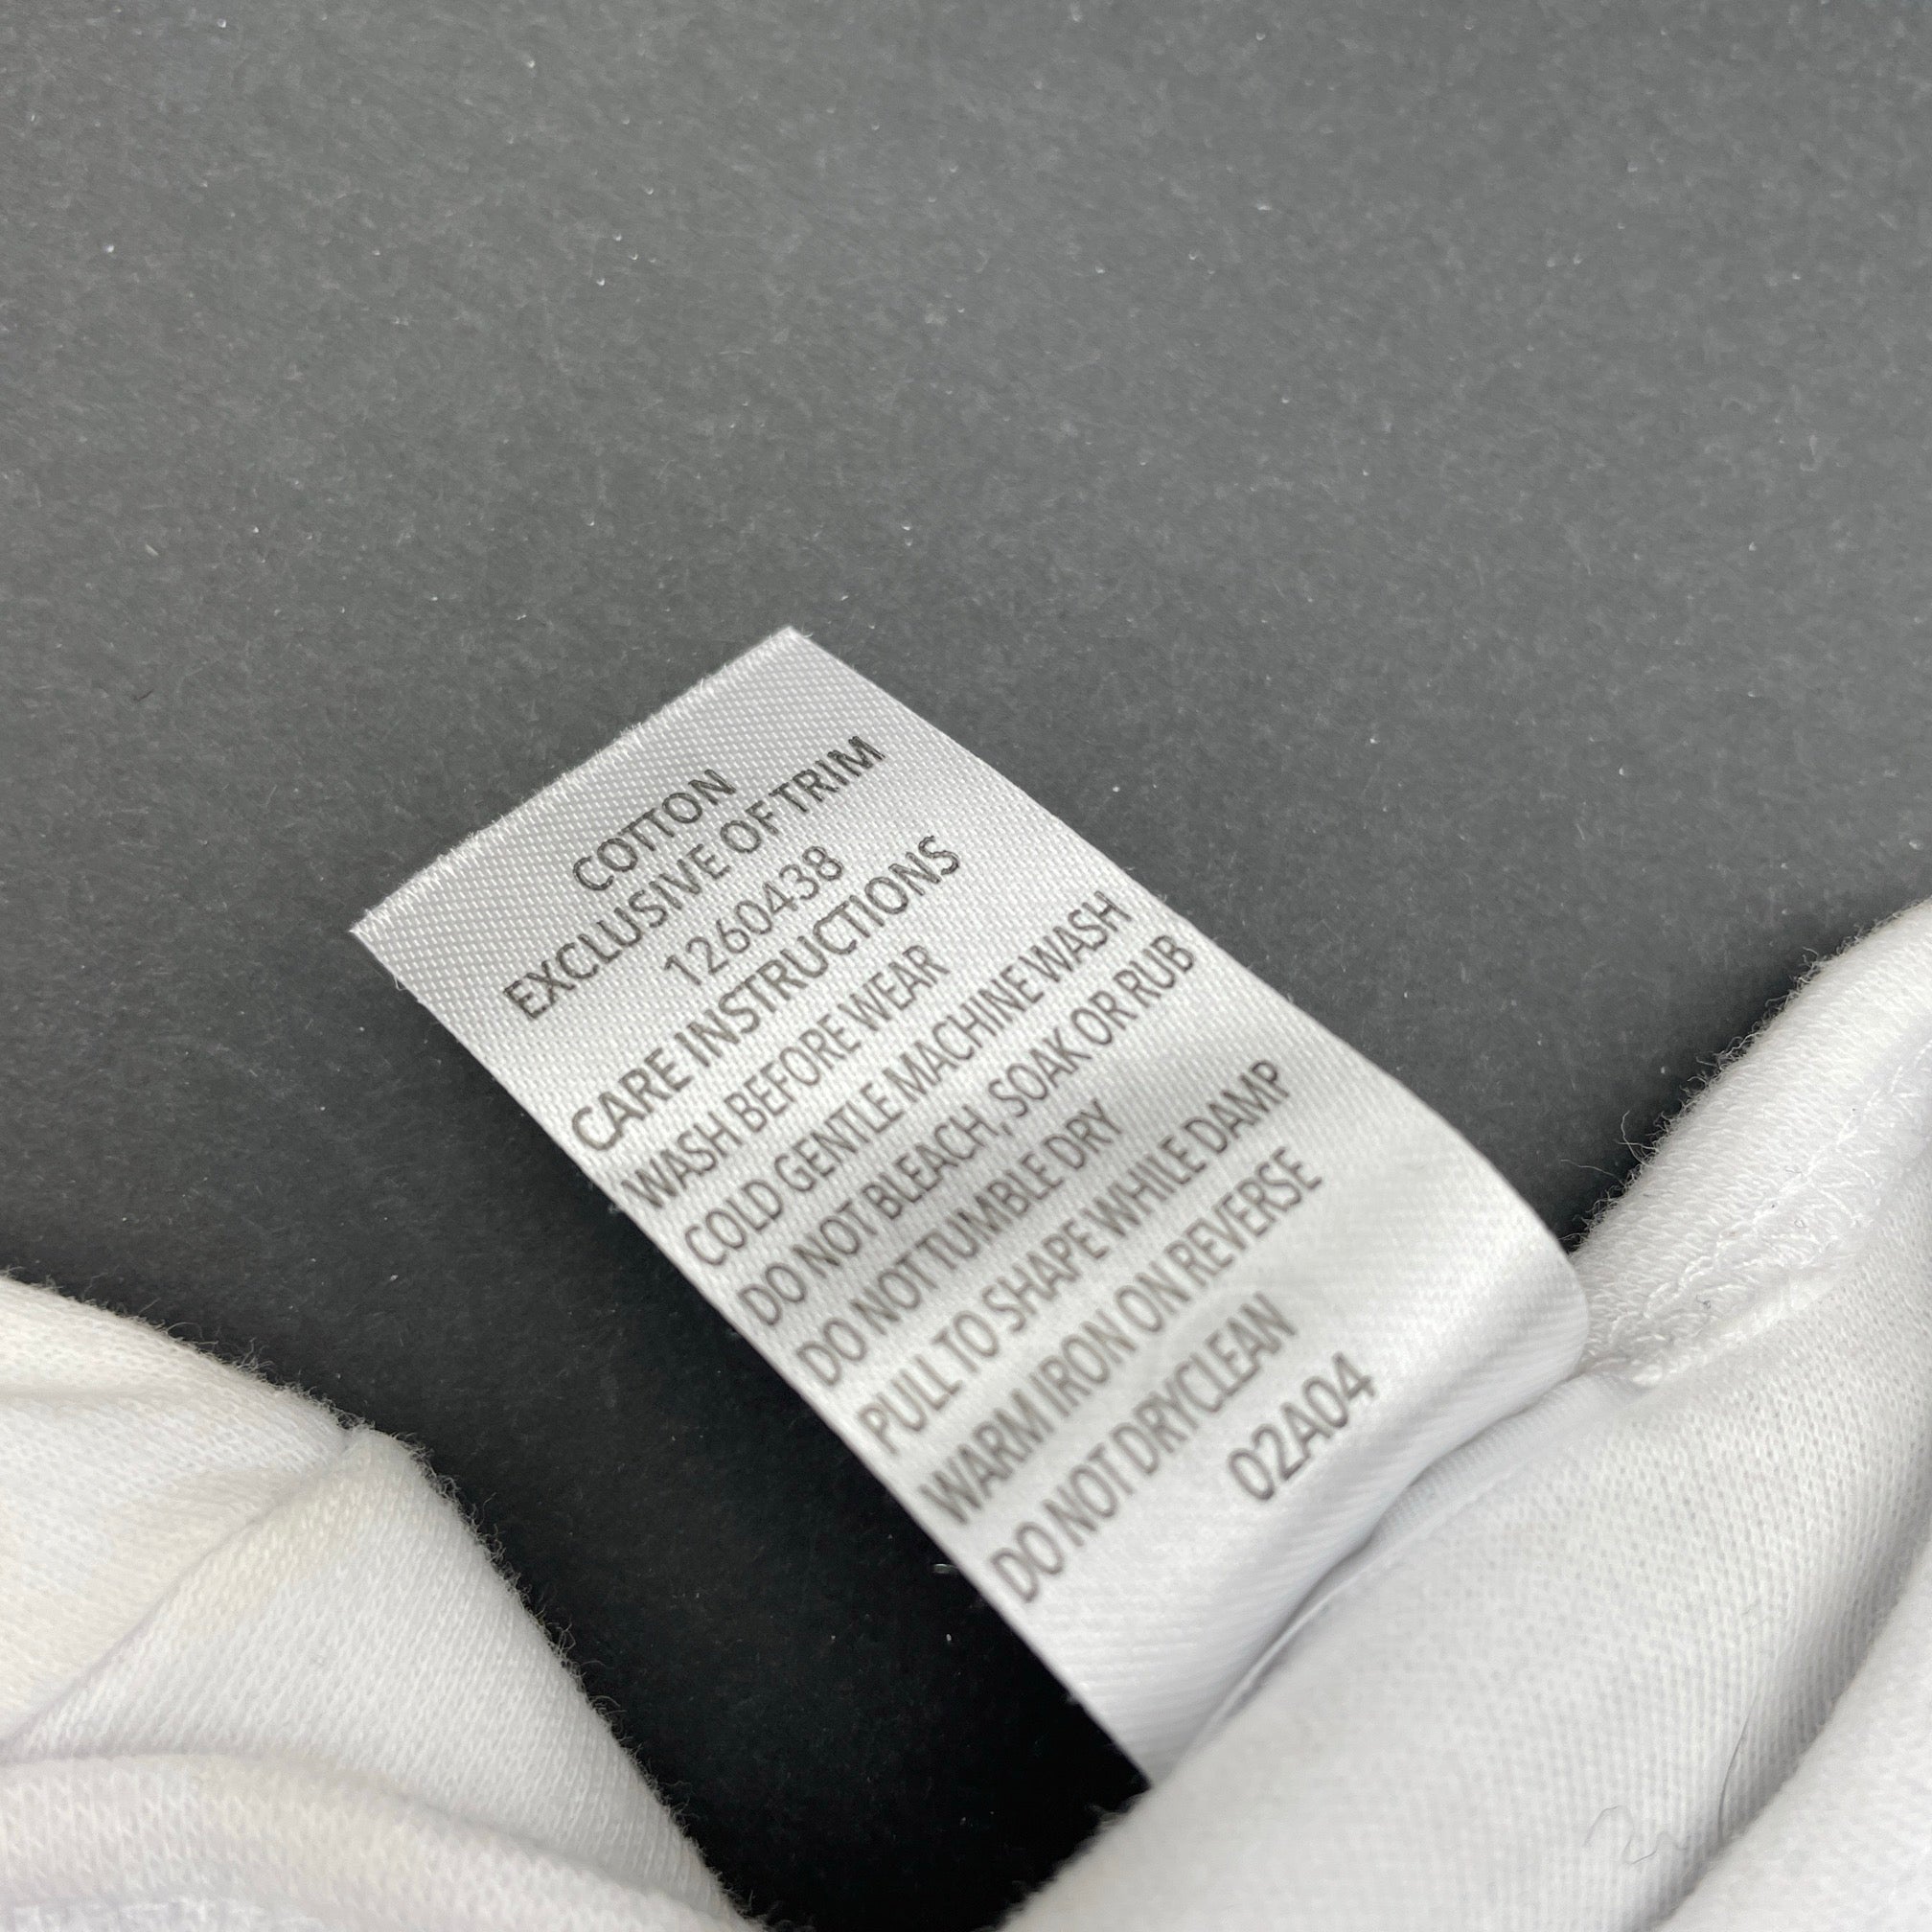 COTTON
EXCLUSIVE OF TRIM
1260438
CARE INSTRUCTIONS
WASH BEFORE WEAR
COLD GENTLE MACHINE WASH
DO NOT BLEACH, SOAK OR RUB
DO NOT TUMBLE DRY
PULL TO SHAPE WHILE DAMP
WARM IRON ON REVERSE
DO NOT DRYCLEAN
02A04